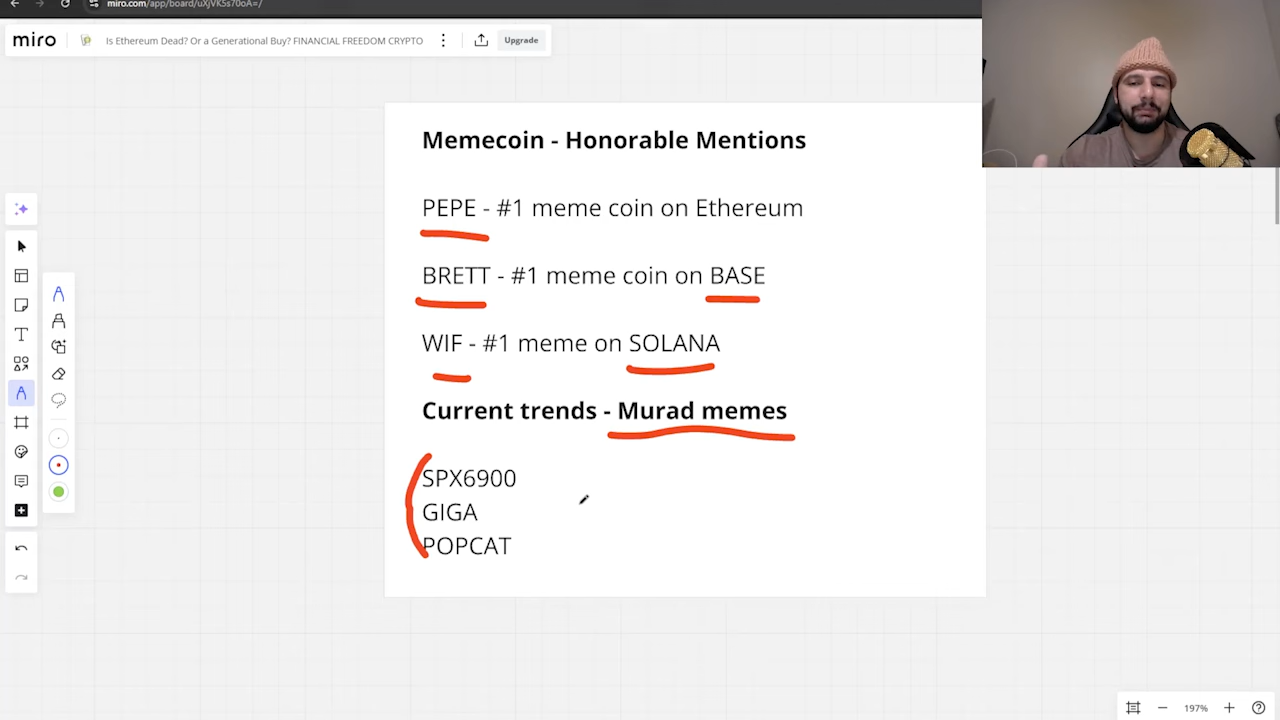 miro.com/app/board/uXjVK5s70oA=/
miro
Is Ethereum Dead? Or a Generational Buy? FINANCIAL FREEDOM CRYPTO
Upgrade
Memecoin - Honorable Mentions
PEPE - #1 meme coin on Ethereum
BRETT - #1 meme coin on BASE
WIF - #1 meme on SOLANA
Current trends - Murad memes
SPX6900
GIGA
POPCAT
197%